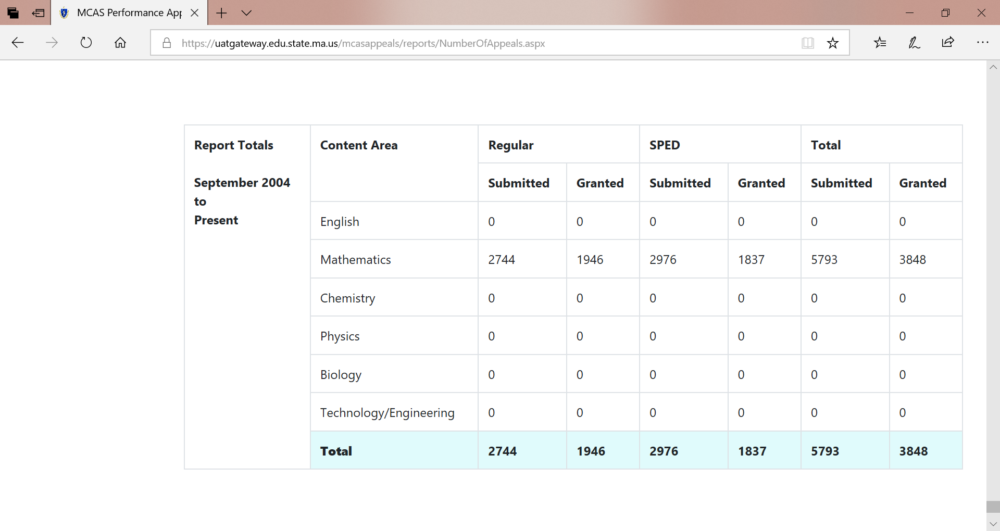 MCAS Performance App
https://uatgateway.edu.state.ma.us/mcasappeals/reports/NumberOfAppeals.aspx
Report Totals Content Area Regular SPED Total
September 2004
to
Present
Submitted Granted Submitted Granted Submitted Granted
English 0 0 0 0 0 0
Mathematics 2744 1946 2976 1837 5793 3848
Chemistry 0 0 0 0 0 0
Physics 0 0 0 0 0 0
Biology 0 0 0 0 0 0
Technology/Engineering 0 0 0 0 0 0
Total 2744 1946 2976 1837 5793 3848